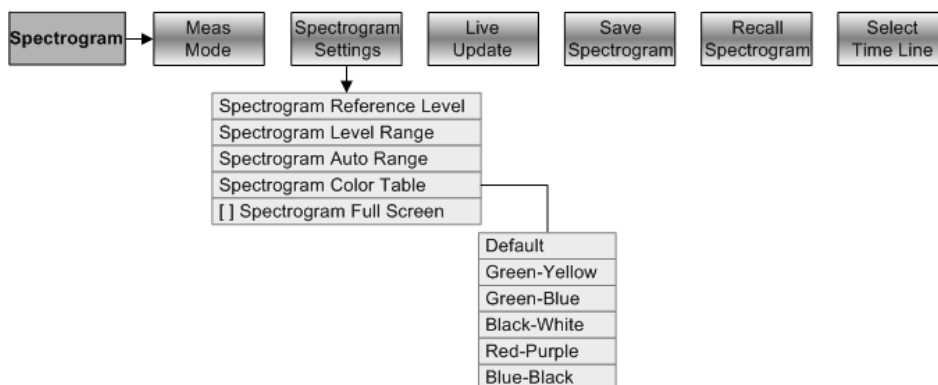 Spectrogram
Meas
Mode
Spectrogram
Settings
Live
Update
Save
Spectrogram
Recall
Spectrogram
Select
Time Line
Spectrogram Reference Level
Spectrogram Level Range
Spectrogram Auto Range
Spectrogram Color Table
[ ] Spectrogram Full Screen
Default
Green-Yellow
Green-Blue
Black-White
Red-Purple
Blue-Black